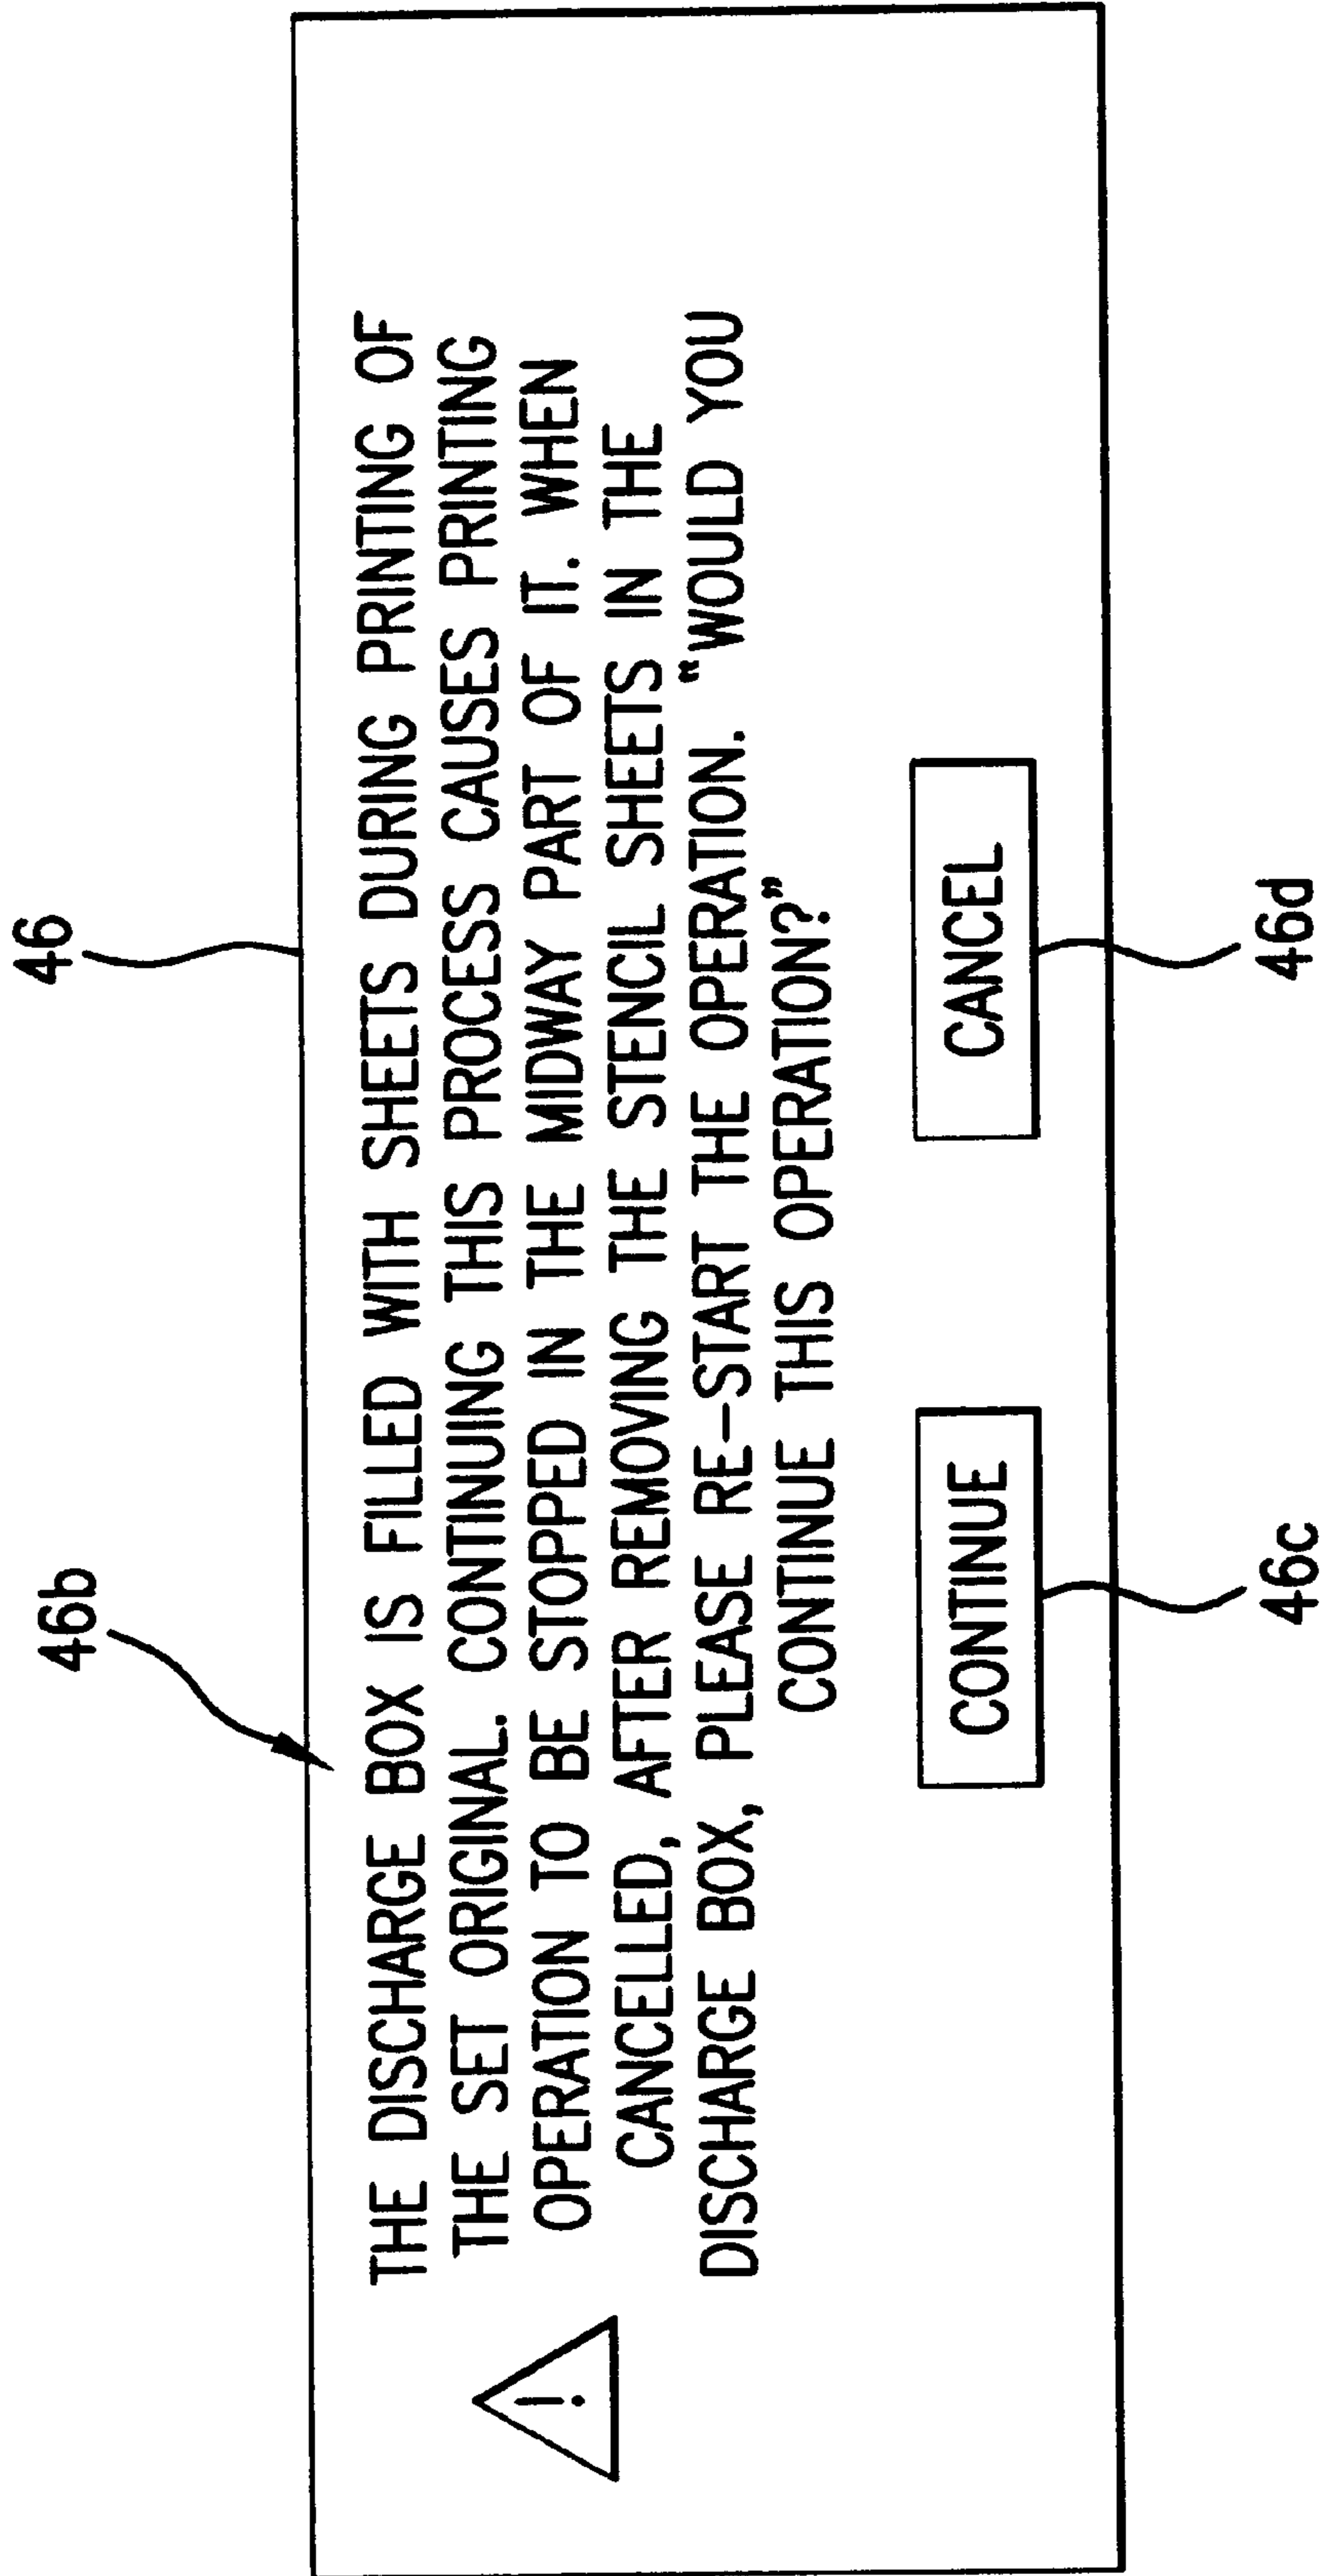 46b
46
THE DISCHARGE BOX IS FILLED WITH SHEETS DURING PRINTING OF
THE SET ORIGINAL. CONTINUING THIS PROCESS CAUSES PRINTING
OPERATION TO BE STOPPED IN THE MIDWAY PART OF IT. WHEN
CANCELLED, AFTER REMOVING THE STENCIL SHEETS IN THE
DISCHARGE BOX, PLEASE RE-START THE OPERATION. “WOULD YOU
CONTINUE THIS OPERATION?”
!
CONTINUE
CANCEL
46c
46d